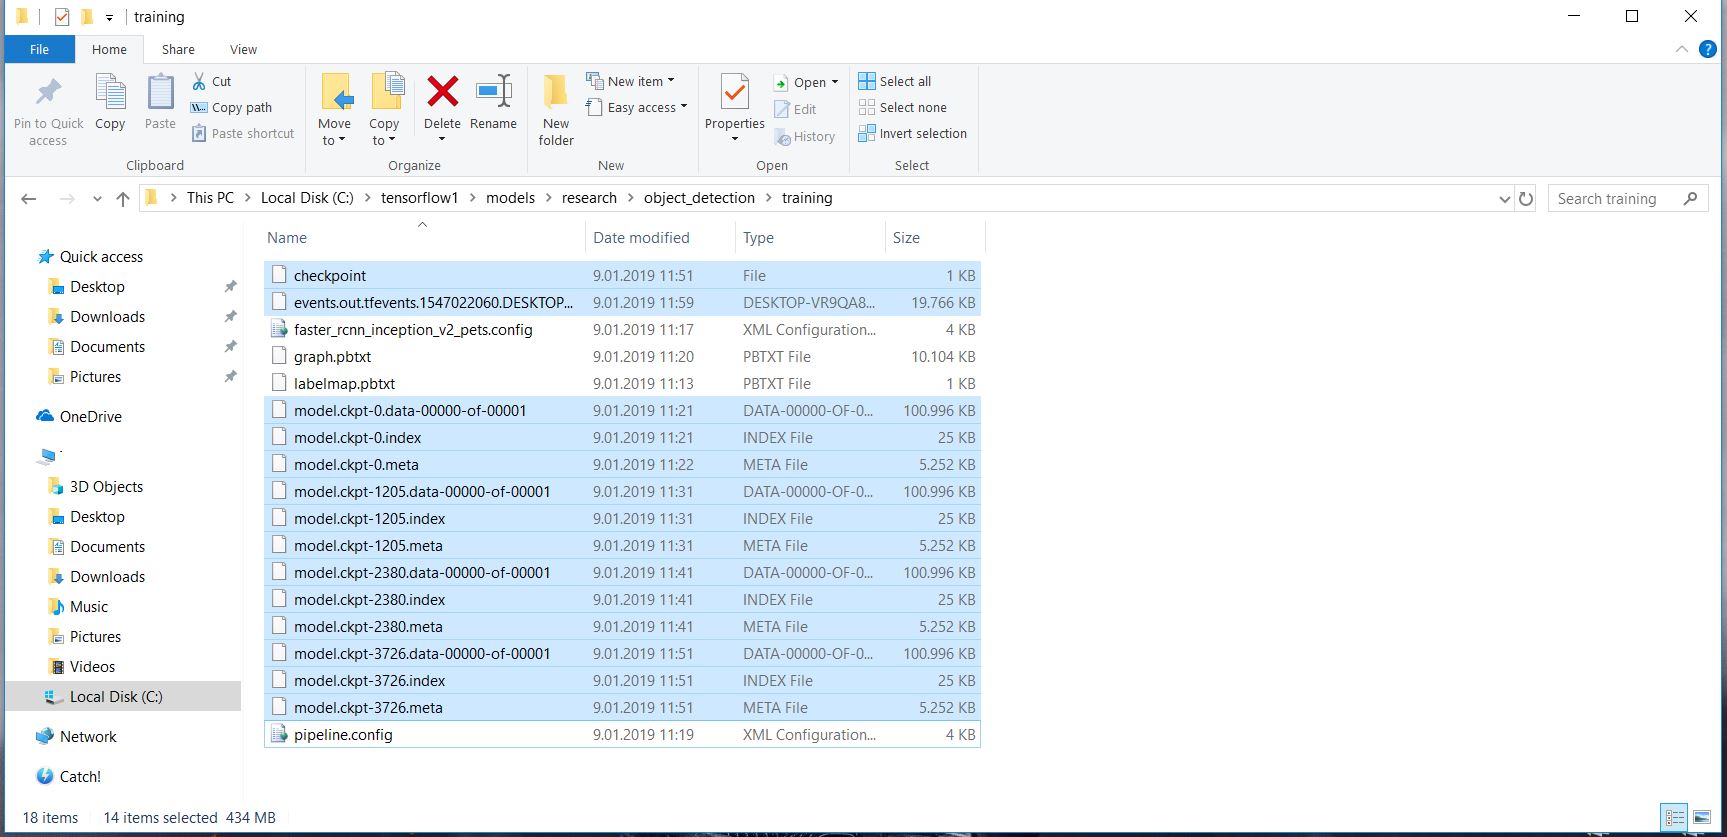 training
File Home Share View
Pin to Quick access
Copy
Paste
Cut
Copy path
Paste shortcut
Clipboard
Move to
Copy to
Delete
Rename
Organize
New folder
New item
Easy access
New
Properties
Open
Edit
History
Open
Select all
Select none
Invert selection
Select
This PC > Local Disk (C:) > tensorflow1 > models > research > object_detection > training
Search training
Quick access
Desktop
Downloads
Documents
Pictures
OneDrive
3D Objects
Desktop
Documents
Downloads
Music
Pictures
Videos
Local Disk (C:)
Network
Catch!
Name Date modified Type Size
checkpoint 9.01.2019 11:51 File 1 KB
events.out.tfevents.1547022060.DESKTOP... 9.01.2019 11:59 DESKTOP-VR9QA8... 19.766 KB
faster_rcnn_inception_v2_pets.config 9.01.2019 11:17 XML Configuration... 4 KB
graph.pbtxt 9.01.2019 11:20 PBTXT File 10.104 KB
labelmap.pbtxt 9.01.2019 11:13 PBTXT File 1 KB
model.ckpt-0.data-00000-of-00001 9.01.2019 11:21 DATA-00000-OF-0... 100.996 KB
model.ckpt-0.index 9.01.2019 11:21 INDEX File 25 KB
model.ckpt-0.meta 9.01.2019 11:22 META File 5.252 KB
model.ckpt-1205.data-00000-of-00001 9.01.2019 11:31 DATA-00000-OF-0... 100.996 KB
model.ckpt-1205.index 9.01.2019 11:31 INDEX File 25 KB
model.ckpt-1205.meta 9.01.2019 11:31 META File 5.252 KB
model.ckpt-2380.data-00000-of-00001 9.01.2019 11:41 DATA-00000-OF-0... 100.996 KB
model.ckpt-2380.index 9.01.2019 11:41 INDEX File 25 KB
model.ckpt-2380.meta 9.01.2019 11:41 META File 5.252 KB
model.ckpt-3726.data-00000-of-00001 9.01.2019 11:51 DATA-00000-OF-0... 100.996 KB
model.ckpt-3726.index 9.01.2019 11:51 INDEX File 25 KB
model.ckpt-3726.meta 9.01.2019 11:51 META File 5.252 KB
pipeline.config 9.01.2019 11:19 XML Configuration... 4 KB
18 items 14 items selected 434 MB